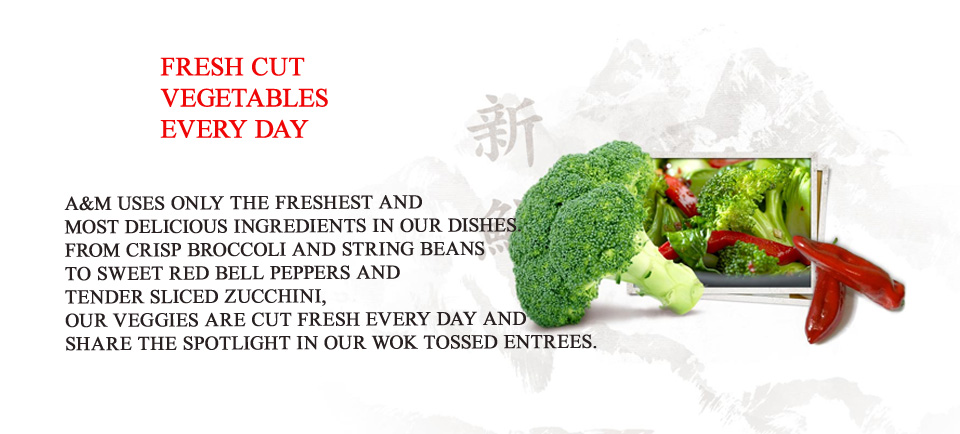 FRESH CUT
VEGETABLES
EVERY DAY
新
鮮
A&M USES ONLY THE FRESHEST AND
MOST DELICIOUS INGREDIENTS IN OUR DISHES.
FROM CRISP BROCCOLI AND STRING BEANS
TO SWEET RED BELL PEPPERS AND
TENDER SLICED ZUCCHINI,
OUR VEGGIES ARE CUT FRESH EVERY DAY AND
SHARE THE SPOTLIGHT IN OUR WOK TOSSED ENTREES.